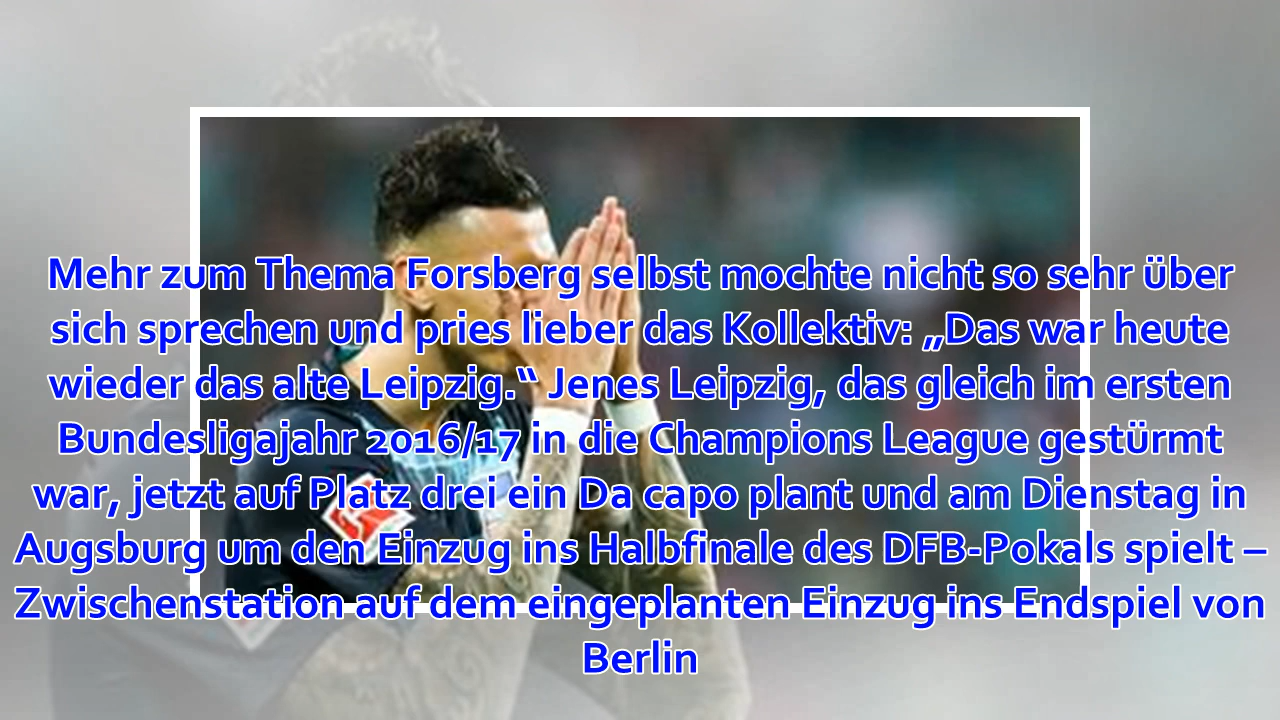 Mehr zum Thema Forsberg selbst mochte nicht so sehr über
sich sprechen und pries lieber das Kollektiv: „Das war heute
wieder das alte Leipzig.“ Jenes Leipzig, das gleich im ersten
Bundesligajahr 2016/17 in die Champions League gestürmt
war, jetzt auf Platz drei ein Da capo plant und am Dienstag in
Augsburg um den Einzug ins Halbfinale des DFB-Pokals spielt –
Zwischenstation auf dem eingeplanten Einzug ins Endspiel von
Berlin